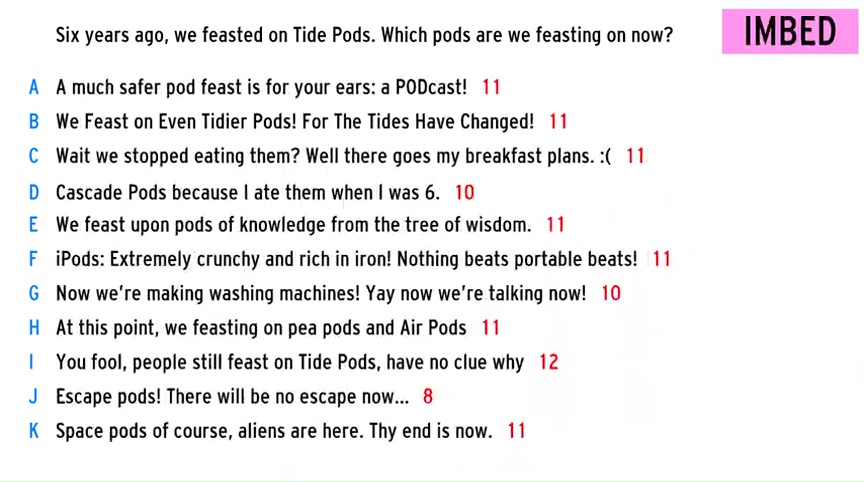 Six years ago, we feasted on Tide Pods. Which pods are we feasting on now?
IMBED
A A much safer pod feast is for your ears: a PODcast! 11
B We Feast on Even Tidier Pods! For The Tides Have Changed! 11
C Wait we stopped eating them? Well there goes my breakfast plans. :( 11
D Cascade Pods because I ate them when I was 6. 10
E We feast upon pods of knowledge from the tree of wisdom. 11
F iPods: Extremely crunchy and rich in iron! Nothing beats portable beats! 11
G Now we're making washing machines! Yay now we're talking now! 10
H At this point, we feasting on pea pods and Air Pods 11
I You fool, people still feast on Tide Pods, have no clue why 12
J Escape pods! There will be no escape now... 8
K Space pods of course, aliens are here. Thy end is now. 11